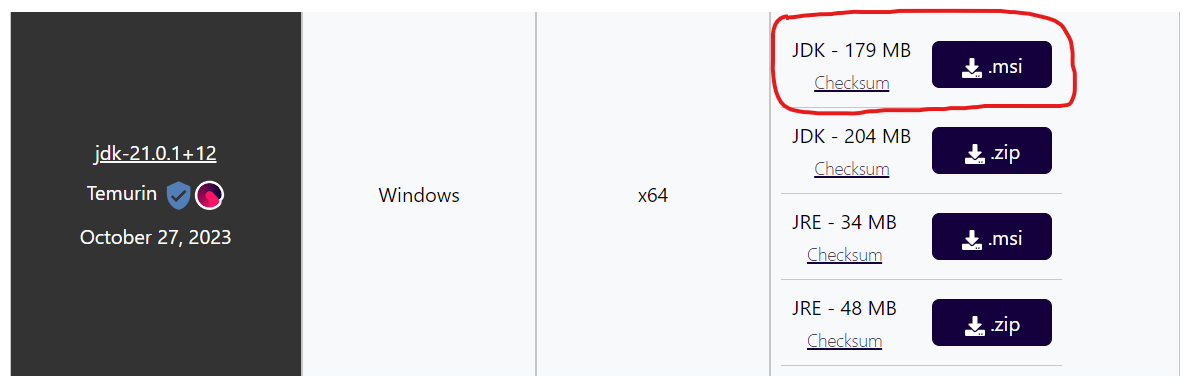 jdk-21.0.1+12
Temurin
October 27, 2023
Windows
x64
JDK - 179 MB
Checksum
.msi
JDK - 204 MB
Checksum
.zip
JRE - 34 MB
Checksum
.msi
JRE - 48 MB
Checksum
.zip